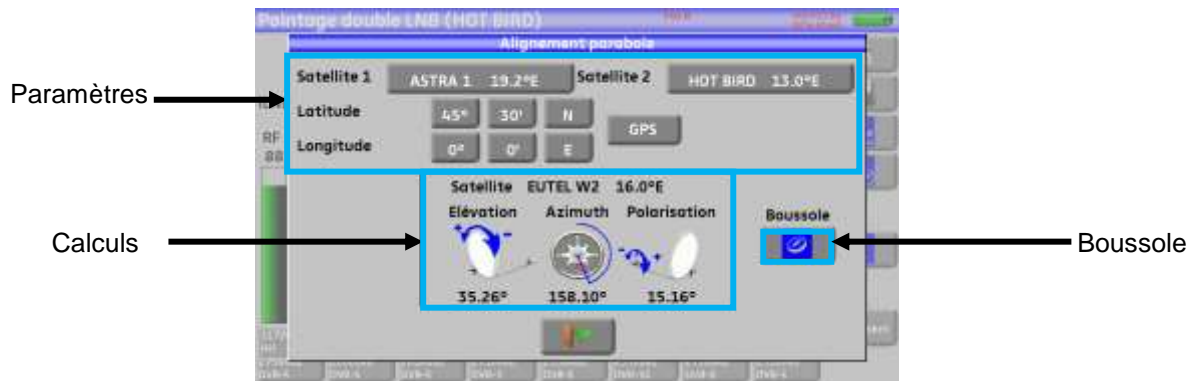 Pointage double LNB (HOT BIRD)
Alignement parabole
Paramètres
Satellite 1 ASTRA 1 19.2°E Satellite 2 HOT BIRD 13.0°E
Latitude 45° 30' N
GPS
Longitude 0° 0' E
RF
Satellite EUTEL W2 16.0°E
Elévation Azimuth Polarisation
Boussole
Calculs
Boussole
35.26° 158.10° 15.16°